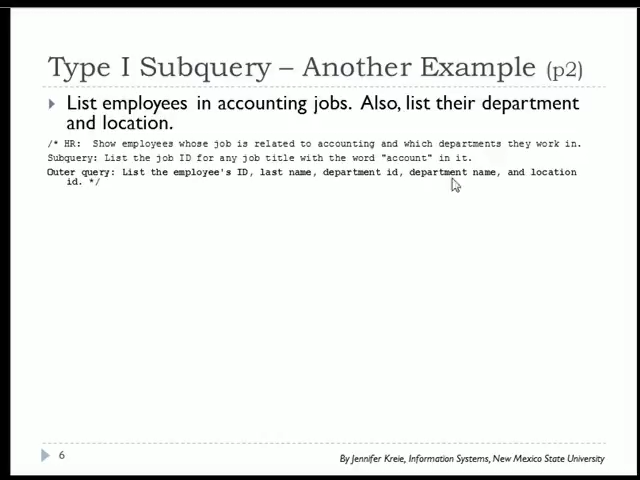 Type I Subquery – Another Example (p2)
List employees in accounting jobs. Also, list their department
and location.
/* HR: Show employees whose job is related to accounting and which departments they work in.
Subquery: List the job ID for any job title with the word "account" in it.
Outer query: List the employee's ID, last name, department id, department name, and location
id. */
6
By Jennifer Kreie, Information Systems, New Mexico State University